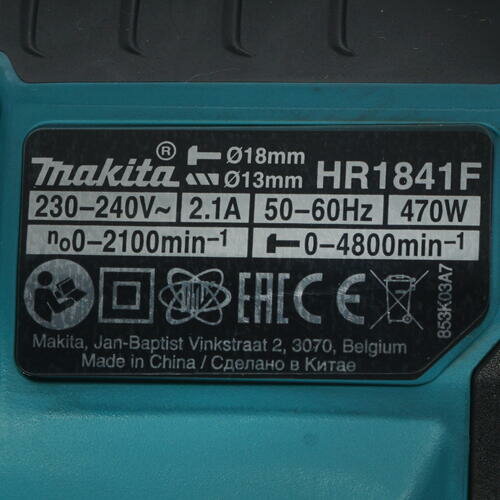 makita® Ø18mm HR1841F
Ø13mm
230–240V~ 2.1A 50–60Hz 470W
n₀0–2100min⁻¹ 0–4800min⁻¹
EAC CE
853K03A7
Makita, Jan-Baptist Vinkstraat 2, 3070, Belgium
Made in China / Сделано в Китае